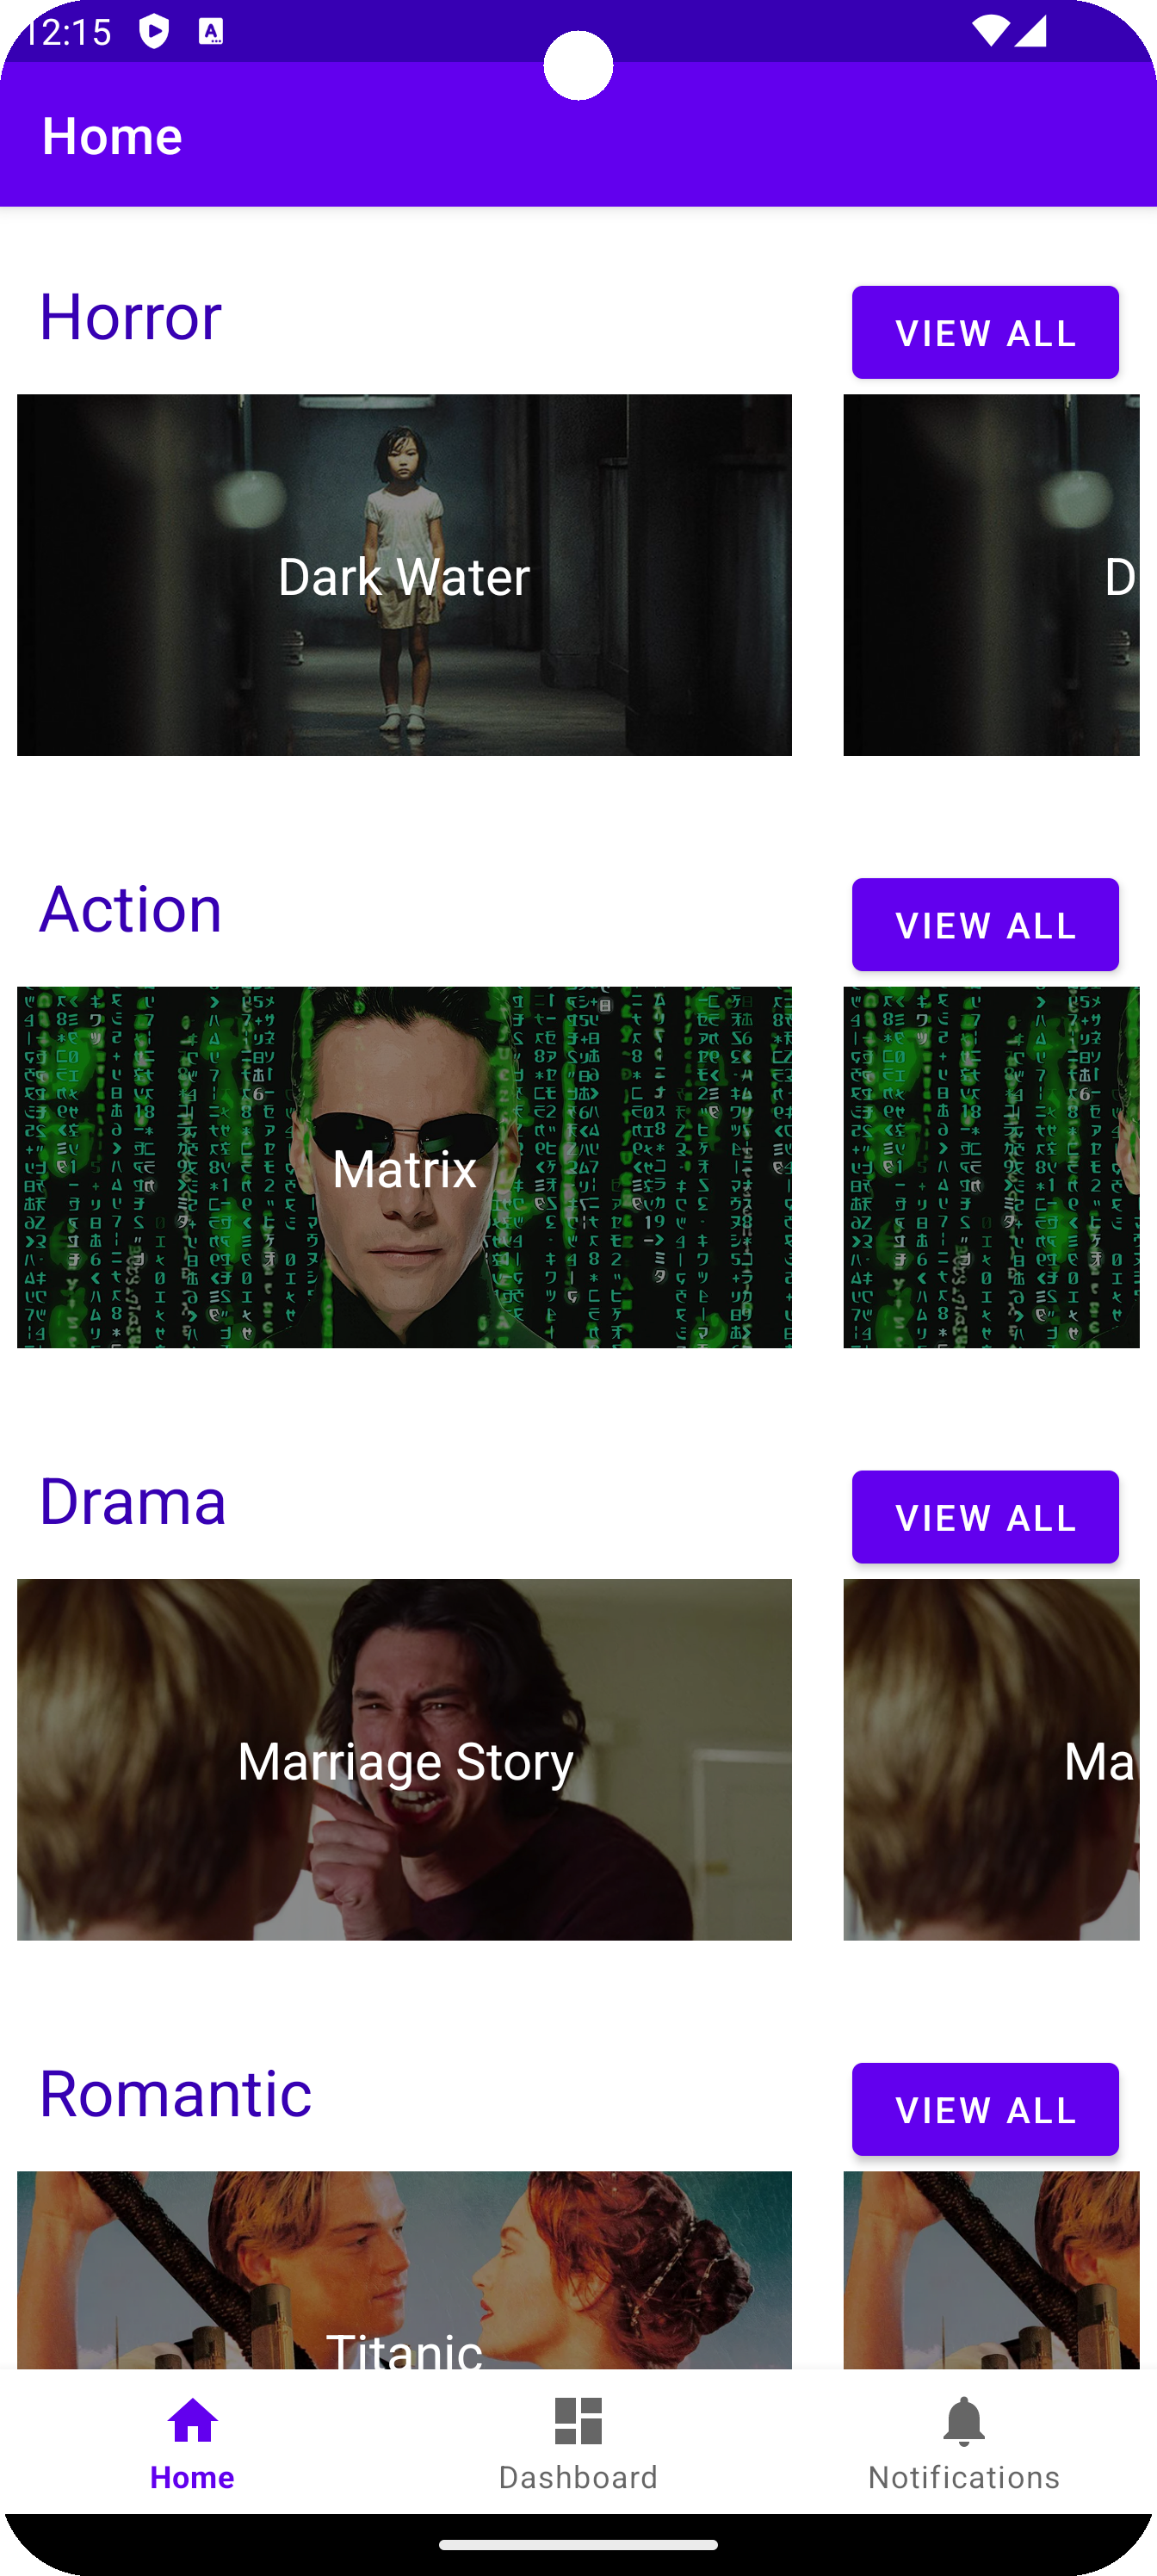 12:15
Home
Horror
VIEW ALL
Dark Water
D
Action
VIEW ALL
Matrix
Drama
VIEW ALL
Marriage Story
Ma
Romantic
VIEW ALL
Titanic
Home
Dashboard
Notifications